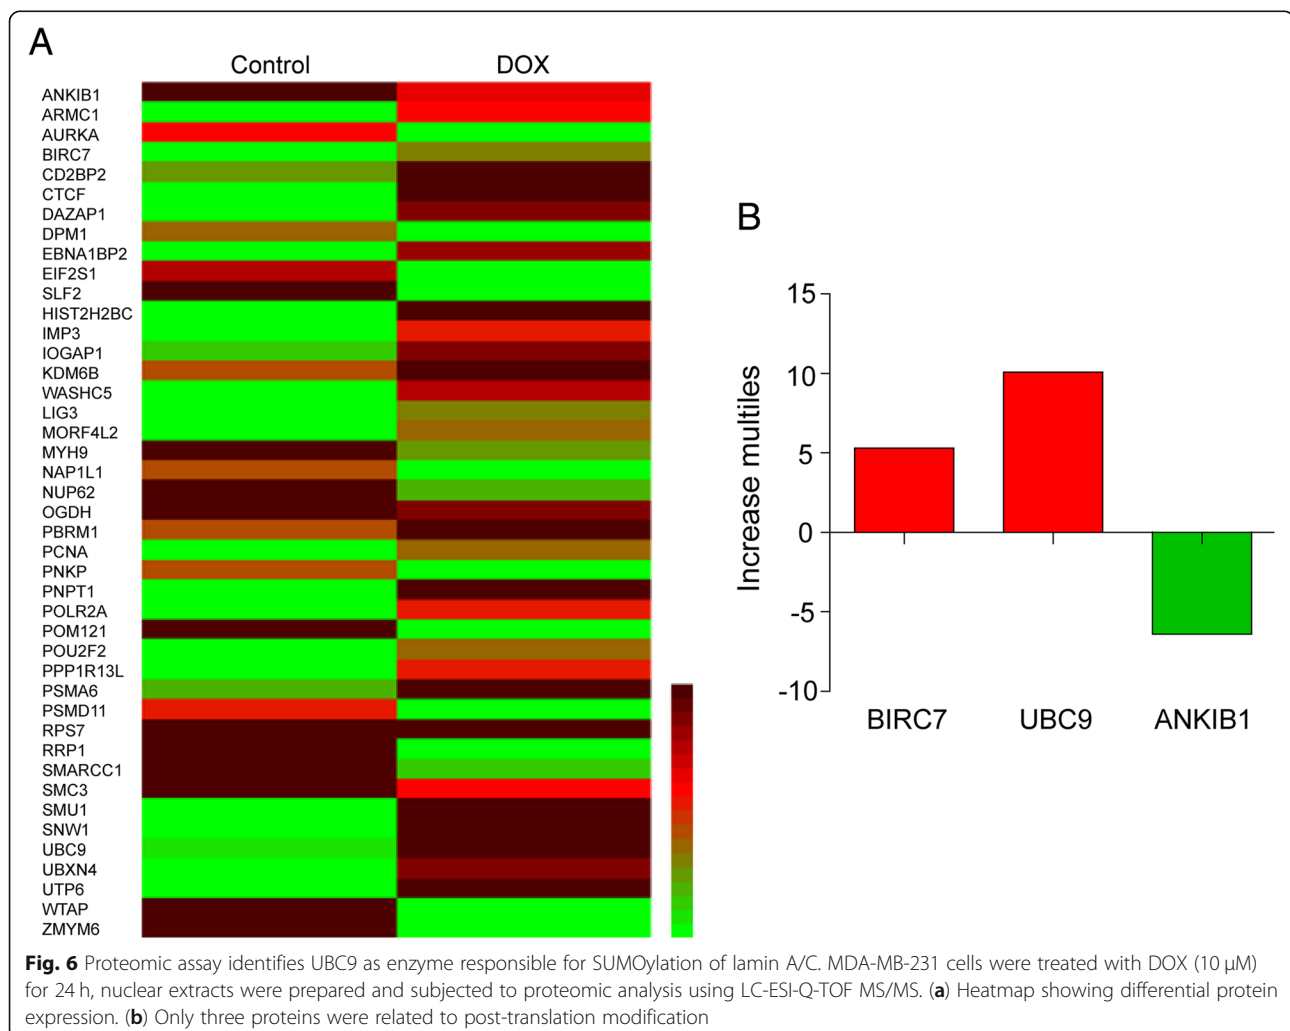 A
Control DOX
ANKIB1
ARMC1
AURKA
BIRC7
CD2BP2
CTCF
DAZAP1
DPM1
EBNA1BP2
EIF2S1
SLF2
HIST2H2BC
IMP3
IOGAP1
KDM6B
WASHC5
LIG3
MORF4L2
MYH9
NAP1L1
NUP62
OGDH
PBRM1
PCNA
PNKP
PNPT1
POLR2A
POM121
POU2F2
PPP1R13L
PSMA6
PSMD11
RPS7
RRP1
SMARCC1
SMC3
SMU1
SNW1
UBC9
UBXN4
UTP6
WTAP
ZMYM6
B
Increase multiles
15
10
5
0
-5
-10
BIRC7 UBC9 ANKIB1
Fig. 6 Proteomic assay identifies UBC9 as enzyme responsible for SUMOylation of lamin A/C. MDA-MB-231 cells were treated with DOX (10 μM)
for 24 h, nuclear extracts were prepared and subjected to proteomic analysis using LC-ESI-Q-TOF MS/MS. (a) Heatmap showing differential protein
expression. (b) Only three proteins were related to post-translation modification